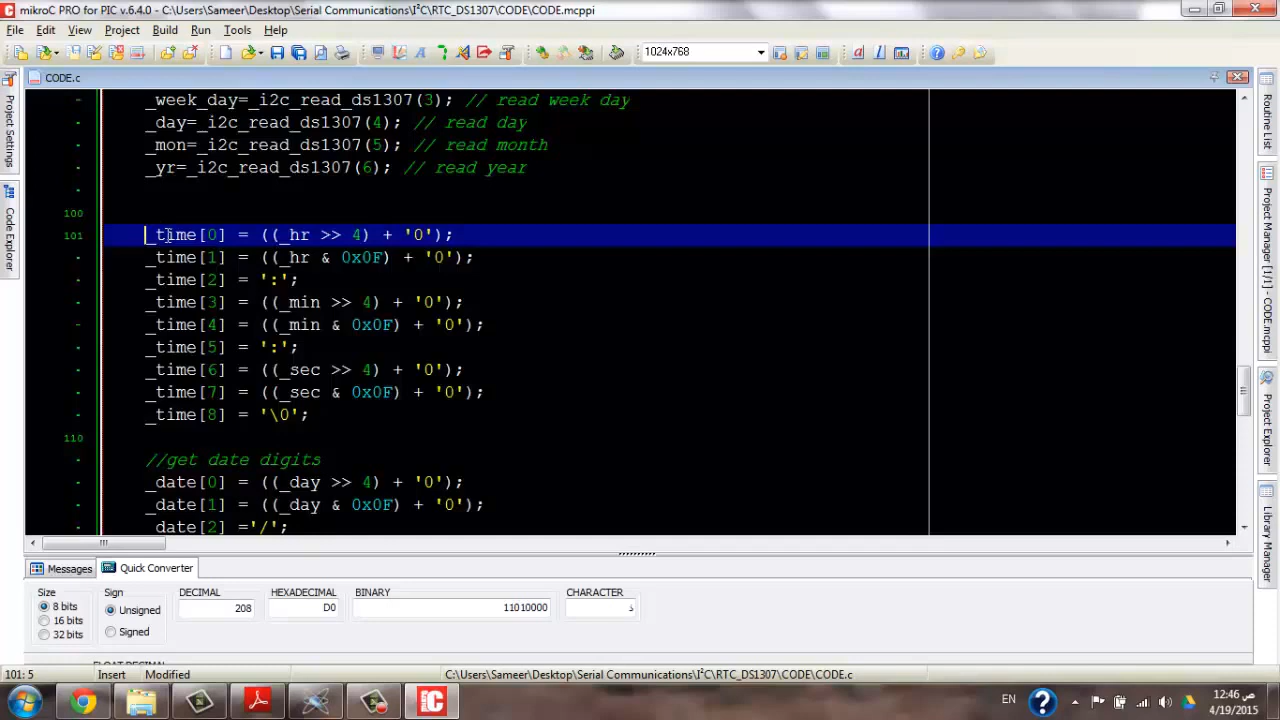 mikroC PRO for PIC v.6.4.0 - C:\Users\Sameer\Desktop\Serial Communications\I²C\RTC_DS1307\CODE\CODE.mcppi
File Edit View Project Build Run Tools Help
1024x768
CODE.c
_week_day=_i2c_read_ds1307(3); // read week day
_day=_i2c_read_ds1307(4); // read day
_mon=_i2c_read_ds1307(5); // read month
_yr=_i2c_read_ds1307(6); // read year
100
101 _time[0] = ((_hr >> 4) + '0');
_time[1] = ((_hr & 0x0F) + '0');
_time[2] = ':';
_time[3] = ((_min >> 4) + '0');
_time[4] = ((_min & 0x0F) + '0');
_time[5] = ':';
_time[6] = ((_sec >> 4) + '0');
_time[7] = ((_sec & 0x0F) + '0');
_time[8] = '\0';
110
//get date digits
_date[0] = ((_day >> 4) + '0');
_date[1] = ((_day & 0x0F) + '0');
_date[2] ='/';
Project Settings
Code Explorer
Routine List
Project Manager [1/1] - CODE.mcppi
Project Explorer
Library Manager
Messages Quick Converter
Size Sign DECIMAL HEXADECIMAL BINARY CHARACTER
8 bits Unsigned 208 D0 11010000 د
16 bits
32 bits Signed
FLOAT DECIMAL
101: 5 Insert Modified C:\Users\Sameer\Desktop\Serial Communications\I²C\RTC_DS1307\CODE\CODE.c
EN
12:46 ص
4/19/2015